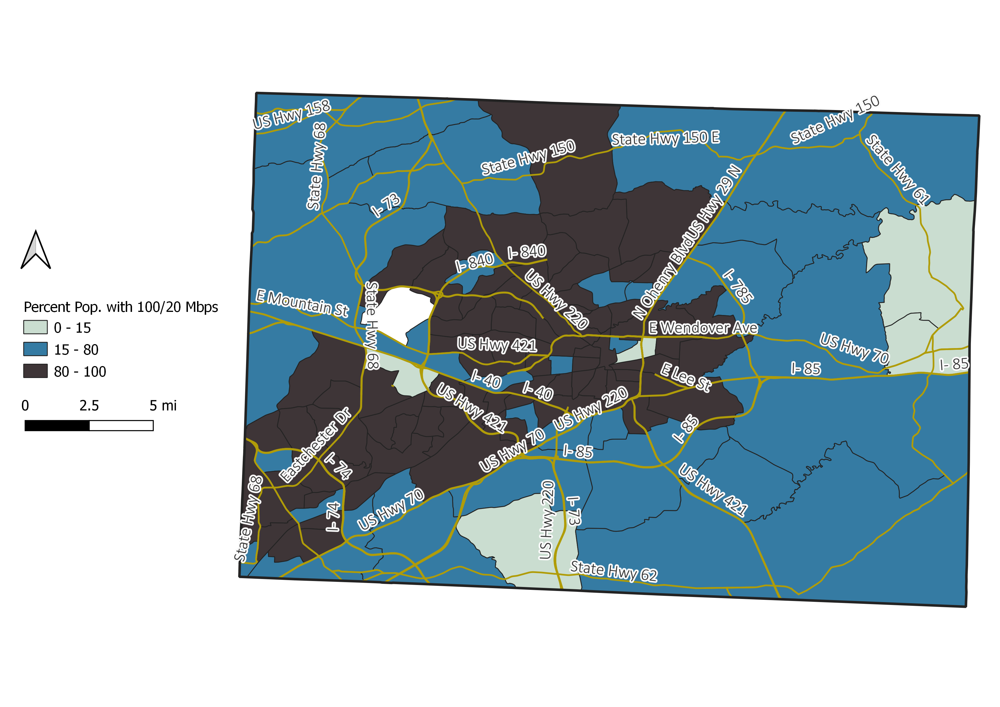 US Hwy 158
State Hwy 150
State Hwy 68
State Hwy 150 E
State Hwy 150
State Hwy 61
US Hwy 29 N
I- 73
I- 840
I- 840
N Ohenry Blvd
I- 785
US Hwy 220
E Mountain St
State Hwy 68
Percent Pop. with 100/20 Mbps
0 - 15
15 - 80
80 - 100
E Wendover Ave
US Hwy 421
US Hwy 70
I- 85
I- 85
I- 40
I- 40
E Lee St
0 2.5 5 mi
US Hwy 421
US Hwy 220
Eastchester Dr
I- 74
US Hwy 70
I- 85
I- 85
State Hwy 68
I- 74
US Hwy 70
US Hwy 220
I- 73
US Hwy 421
State Hwy 62